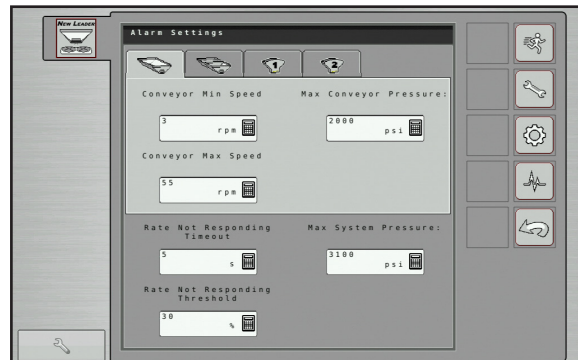 NEW LEADER
Alarm Settings
1
2
Conveyor Min Speed
Max Conveyor Pressure:
3
rpm
2000
psi
Conveyor Max Speed
55
rpm
Rate Not Responding
Timeout
Max System Pressure:
5
s
3100
psi
Rate Not Responding
Threshold
30
%